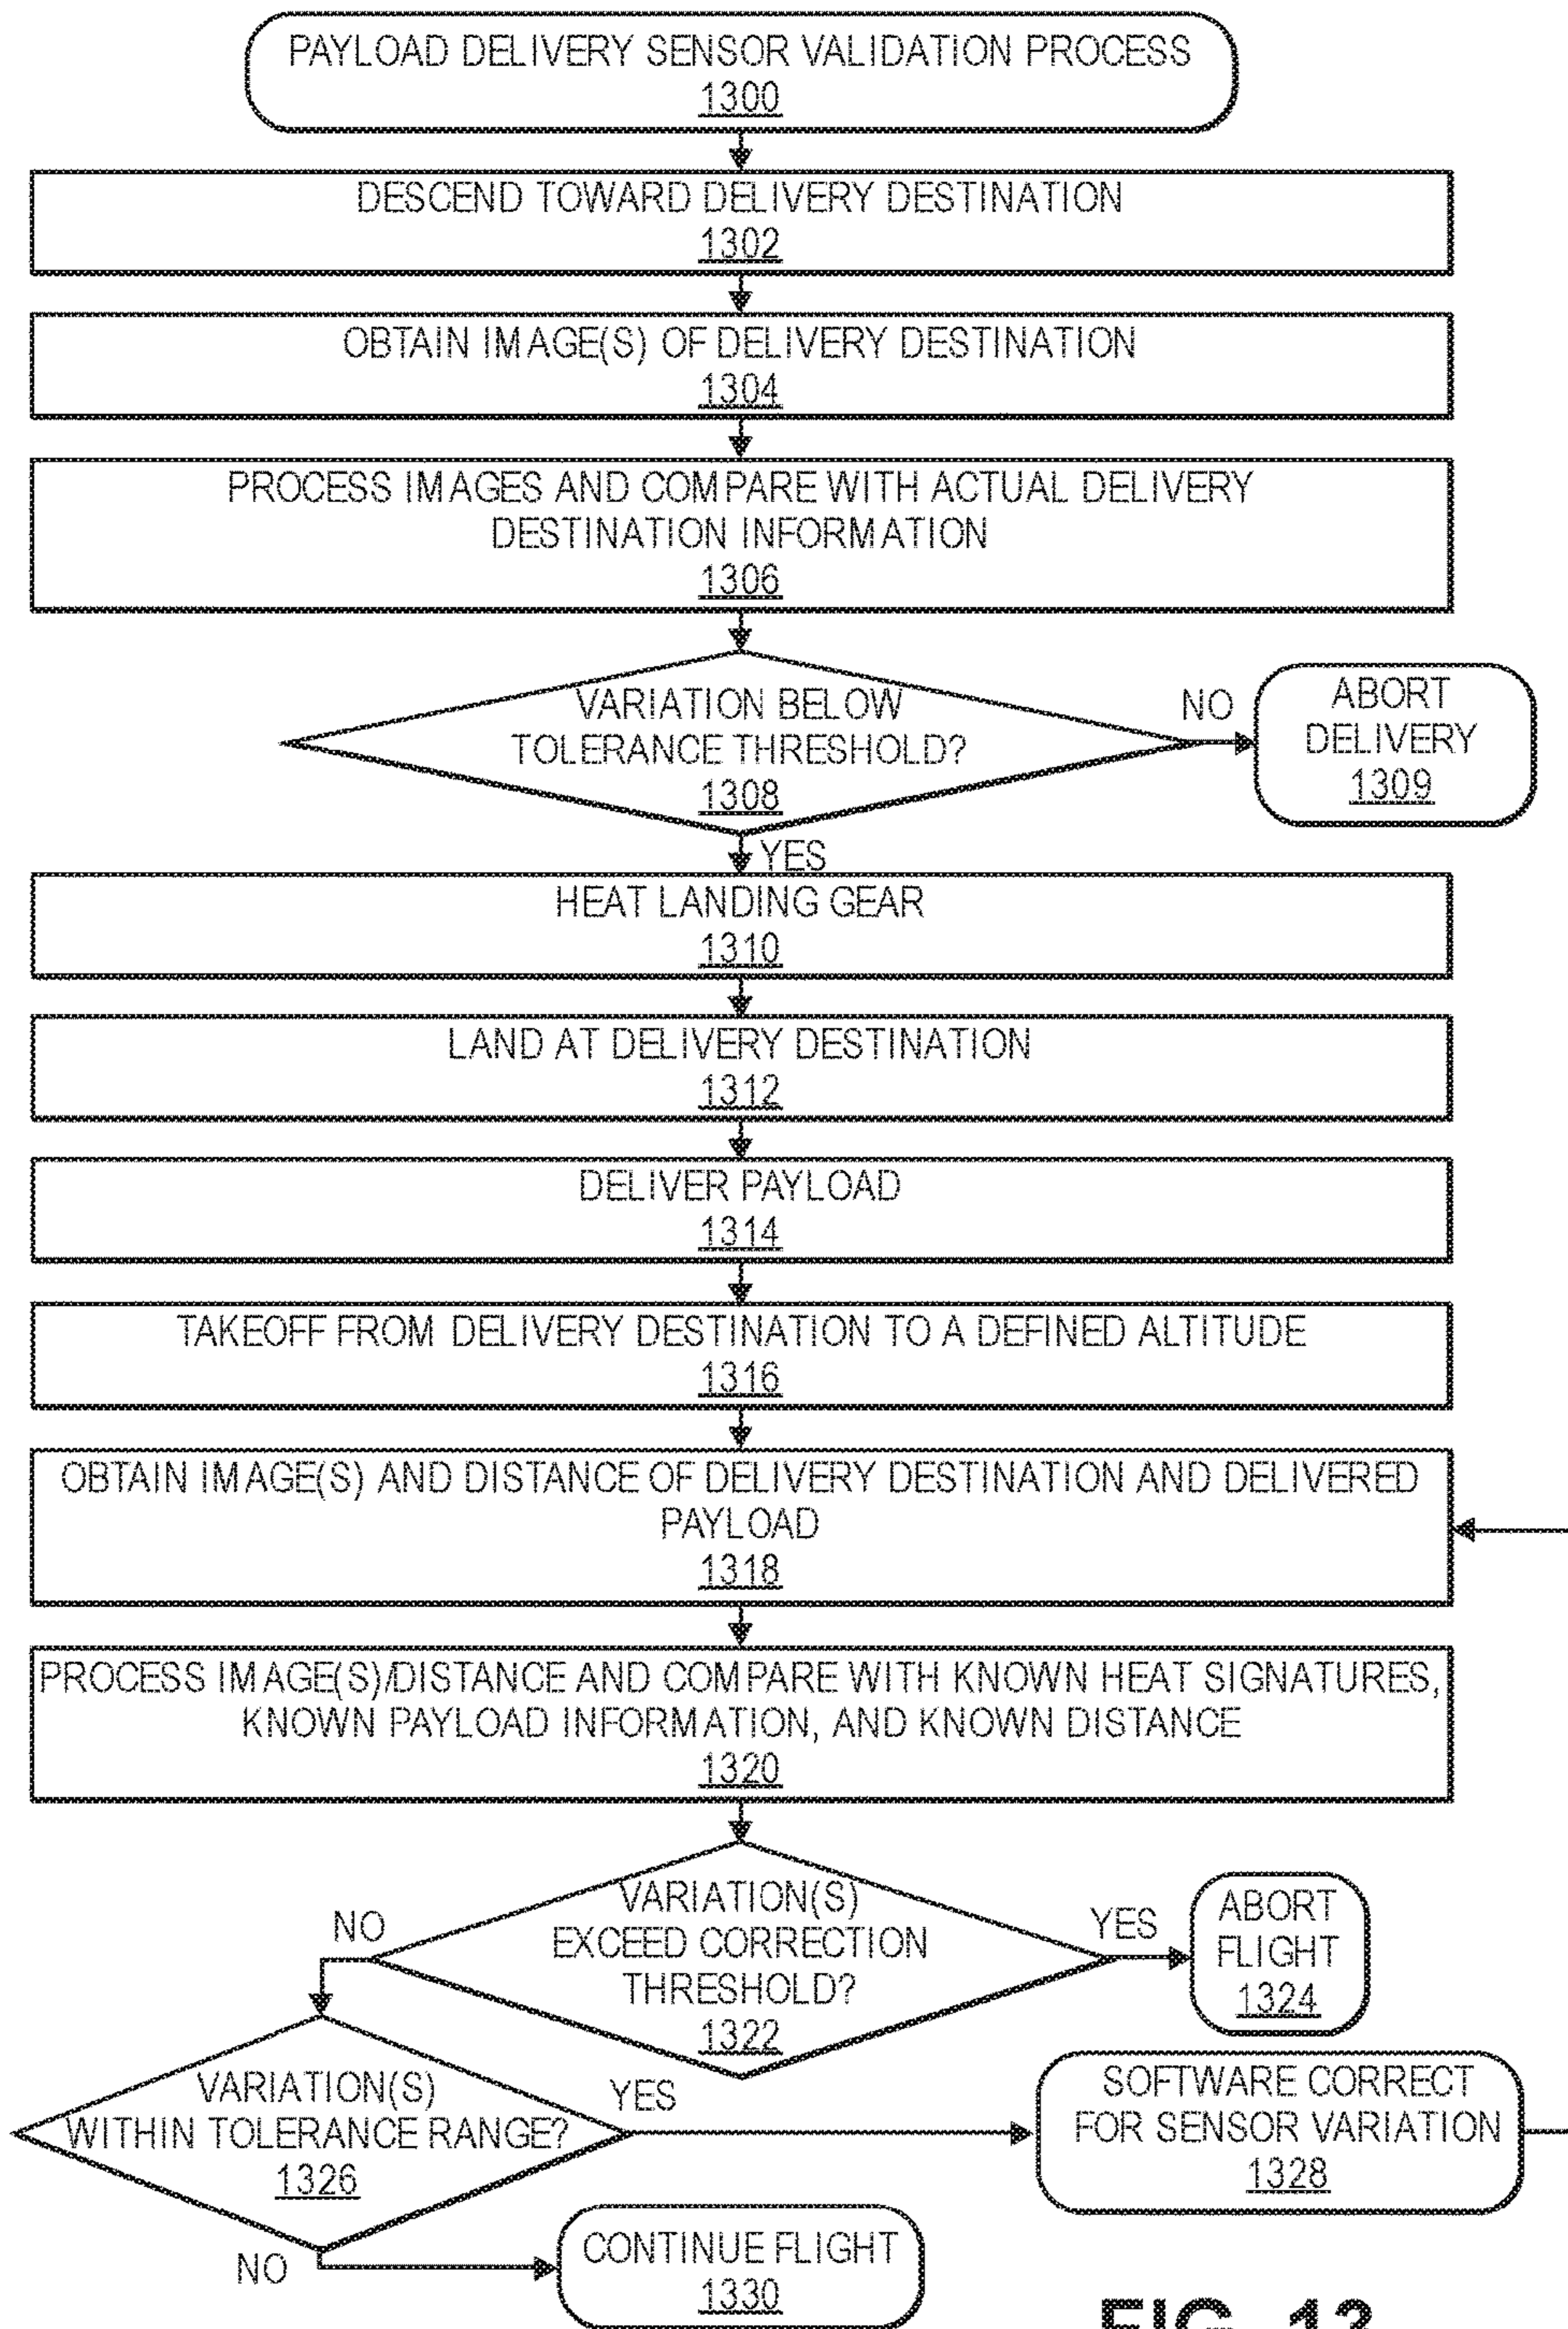 PAYLOAD DELIVERY SENSOR VALIDATION PROCESS
1300
DESCEND TOWARD DELIVERY DESTINATION
1302
OBTAIN IMAGE(S) OF DELIVERY DESTINATION
1304
PROCESS IMAGES AND COMPARE WITH ACTUAL DELIVERY
DESTINATION INFORMATION
1306
VARIATION BELOW
TOLERANCE THRESHOLD?
1308
NO
ABORT
DELIVERY
1309
YES
HEAT LANDING GEAR
1310
LAND AT DELIVERY DESTINATION
1312
DELIVER PAYLOAD
1314
TAKEOFF FROM DELIVERY DESTINATION TO A DEFINED ALTITUDE
1316
OBTAIN IMAGE(S) AND DISTANCE OF DELIVERY DESTINATION AND DELIVERED
PAYLOAD
1318
PROCESS IMAGE(S)/DISTANCE AND COMPARE WITH KNOWN HEAT SIGNATURES,
KNOWN PAYLOAD INFORMATION, AND KNOWN DISTANCE
1320
VARIATION(S)
EXCEED CORRECTION
THRESHOLD?
1322
NO
YES
ABORT
FLIGHT
1324
VARIATION(S)
WITHIN TOLERANCE RANGE?
1326
YES
SOFTWARE CORRECT
FOR SENSOR VARIATION
1328
NO
CONTINUE FLIGHT
1330
FIG. 13